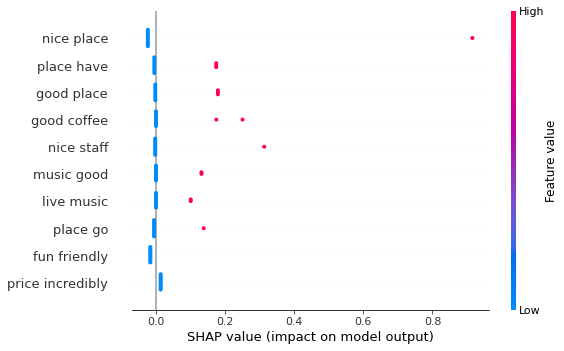 High
nice place
place have
good place
good coffee
nice staff
music good
live music
place go
fun friendly
price incredibly
Feature value
Low
0.0 0.2 0.4 0.6 0.8
SHAP value (impact on model output)